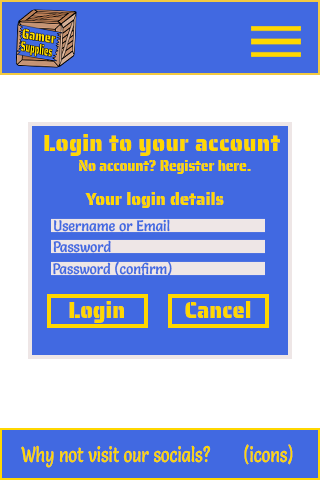 Gamer
Supplies
Login to your account
No account? Register here.
Your login details
Username or Email
Password
Password (confirm)
Login
Cancel
Why not visit our socials?
(icons)